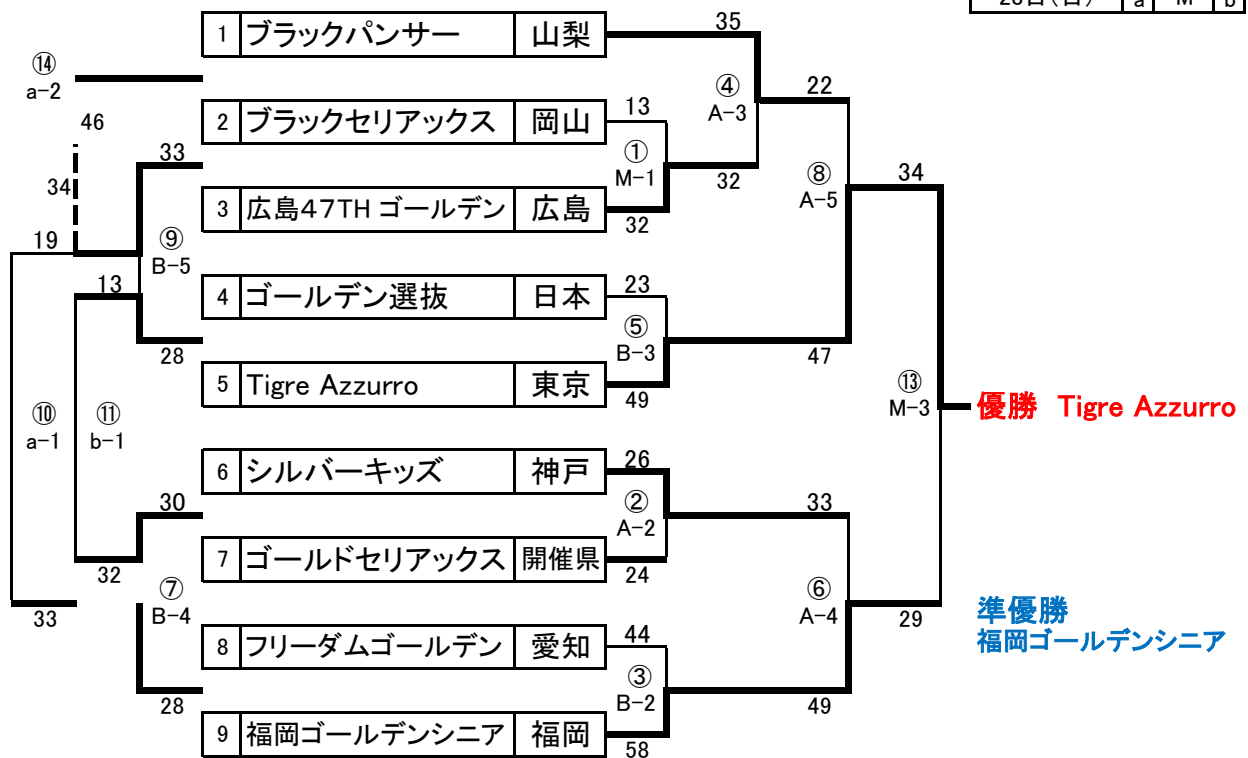 28日(日) a M b
1 ブラックパンサー 山梨
35
⑭
a-2
④
A-3
22
46
2 ブラックセリアックス 岡山
13
33
①
M-1
34
32
⑧
A-5
34
3 広島47TH ゴールデン 広島
32
19
⑨
B-5
13
4 ゴールデン選抜 日本
23
⑤
B-3
28
47
5 Tigre Azzurro 東京
49
⑬
M-3
優勝 Tigre Azzurro
⑩
a-1
⑪
b-1
6 シルバーキッズ 神戸
26
30
②
A-2
33
7 ゴールドセリアックス 開催県
24
32
⑦
B-4
⑥
A-4
33
29
準優勝
福岡ゴールデンシニア
8 フリーダムゴールデン 愛知
44
③
B-2
28
49
9 福岡ゴールデンシニア 福岡
58